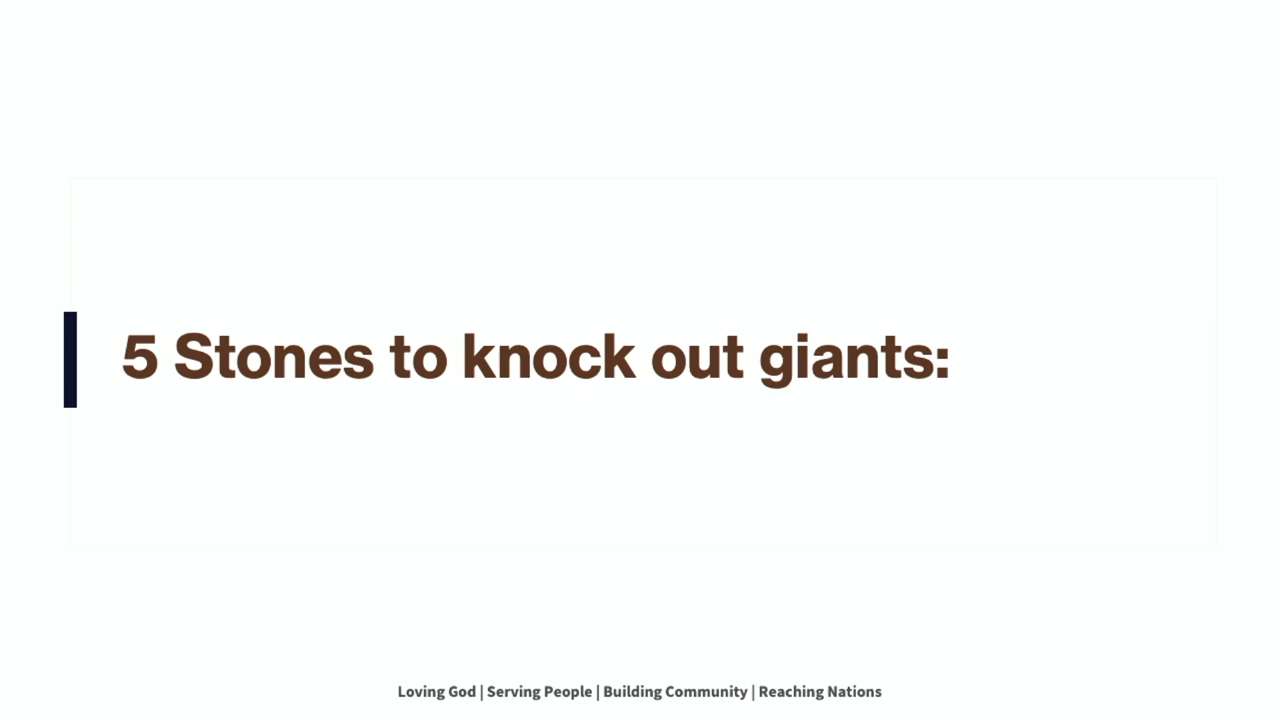 5 Stones to knock out giants:
Loving God | Serving People | Building Community | Reaching Nations